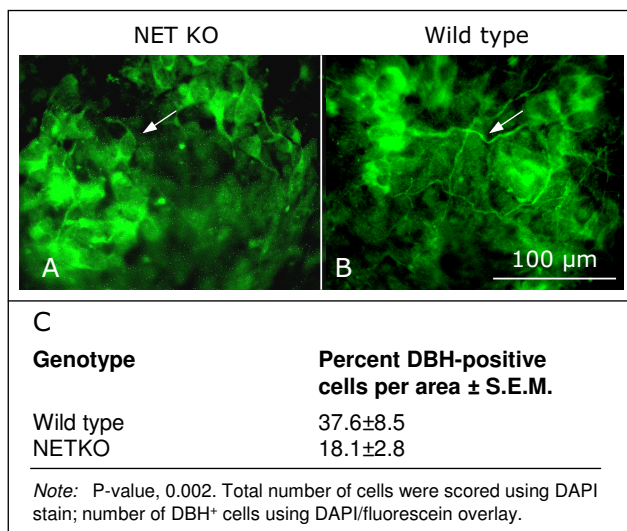 NET KO Wild type
A B 100 µm
C
Genotype Percent DBH-positive
cells per area ± S.E.M.
Wild type 37.6±8.5
NETKO 18.1±2.8
Note: P-value, 0.002. Total number of cells were scored using DAPI
stain; number of DBH⁺ cells using DAPI/fluorescein overlay.